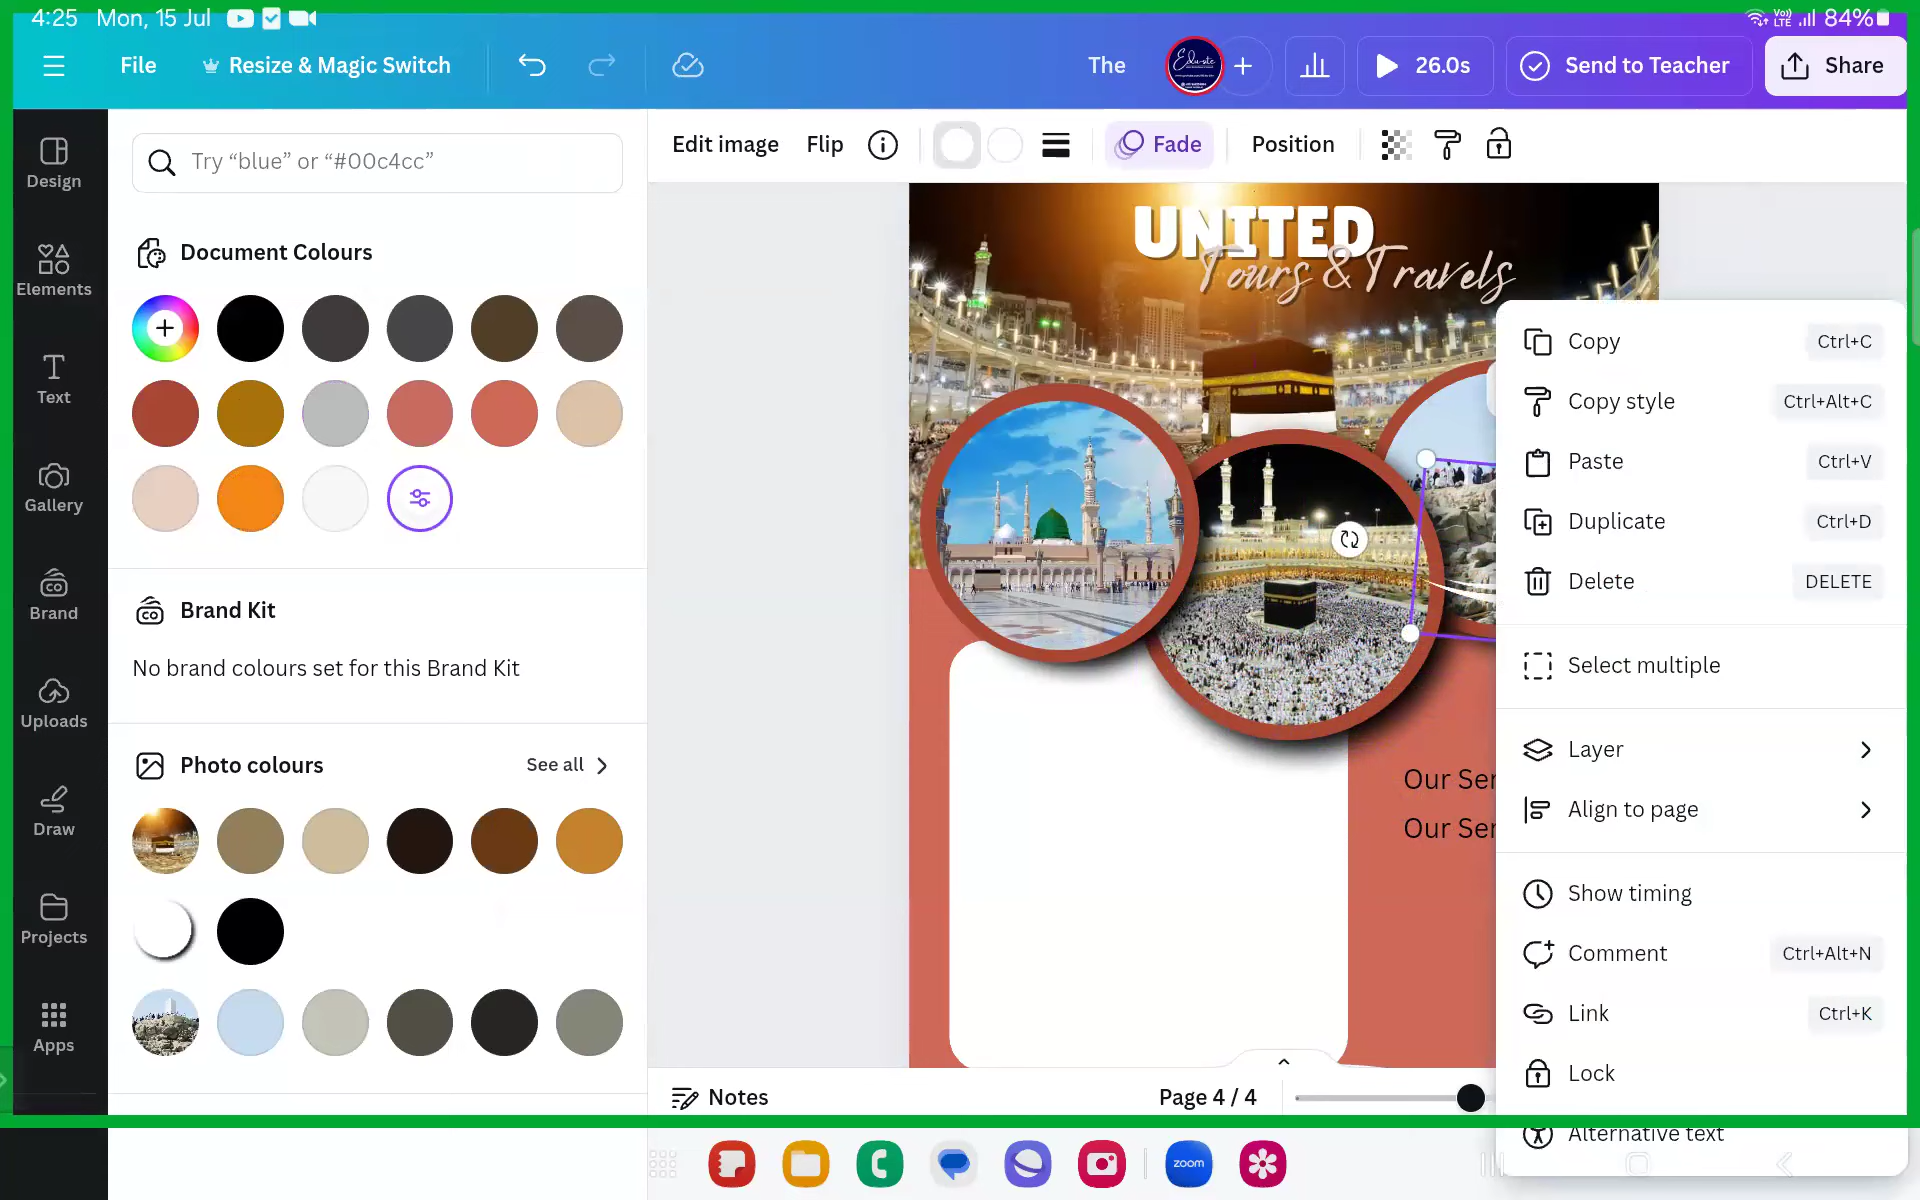 4:25 Mon, 15 Jul
84%
File
Resize & Magic Switch
The
26.0s
Send to Teacher
Share
Design
Elements
Text
Gallery
Brand
Uploads
Draw
Projects
Apps
Try “blue” or “#00c4cc”
Document Colours
Brand Kit
No brand colours set for this Brand Kit
Photo colours
See all
Edit image
Flip
Fade
Position
UNITED
Tours & Travels
Our Ser
Our Ser
Copy Ctrl+C
Copy style Ctrl+Alt+C
Paste Ctrl+V
Duplicate Ctrl+D
Delete DELETE
Select multiple
Layer
Align to page
Show timing
Comment Ctrl+Alt+N
Link Ctrl+K
Lock
Alternative text
Notes
Page 4 / 4
zoom